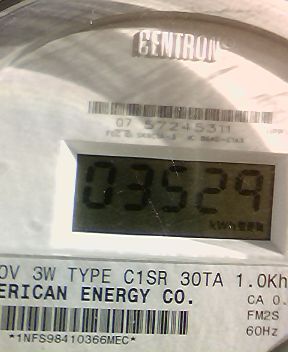 CENTRON®
07 57245311
03529
kWh
0V 3W TYPE C1SR 30TA 1.0Kh
ERICAN ENERGY CO.
CA 0.
FM2S
60Hz
*1NFS98410366MEC*